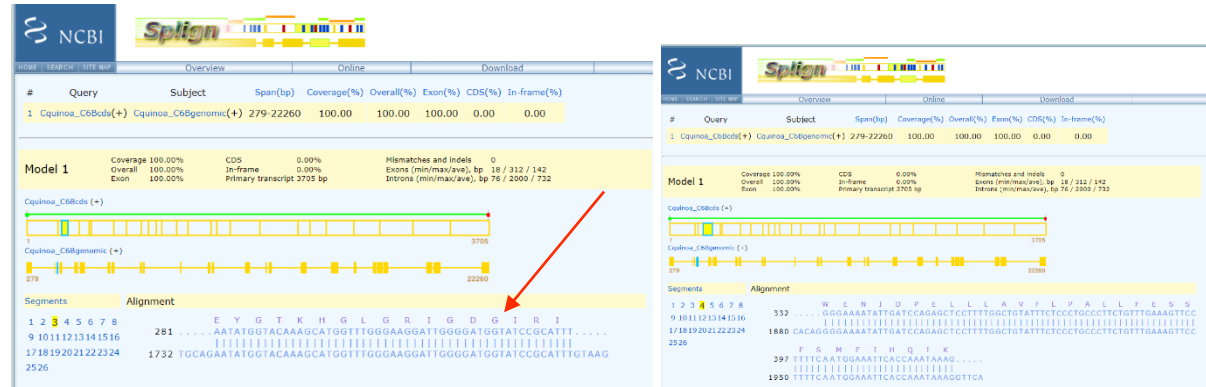 NCBI
Splign
HOME | SEARCH | SITE MAP Overview Online Download
# Query Subject Span(bp) Coverage(%) Overall(%) Exon(%) CDS(%) In-frame(%)
1 Cquinoa_C6Bcds(+) Cquinoa_C6Bgenomic(+) 279-22260 100.00 100.00 100.00 0.00 0.00
Model 1
Coverage 100.00% CDS 0.00% Mismatches and indels 0
Overall 100.00% In-frame 0.00% Exons (min/max/ave), bp 18 / 312 / 142
Exon 100.00% Primary transcript 3705 bp Introns (min/max/ave), bp 76 / 2000 / 732
Cquinoa_C6Bcds (+)
1 3705
Cquinoa_C6Bgenomic (+)
279 22260
Segments Alignment
1 2 3 4 5 6 7 8
9 10 11 12 13 14 15 16
17 18 19 20 21 22 23 24
25 26
E Y G T K H G L G R I G D G I R I
281 .....AATATGGTACAAAGCATGGTTTGGGAAGGATTGGGGATGGTATCCGCATTT.....
1732 TGCAGAATATGGTACAAAGCATGGTTTGGGAAGGATTGGGGATGGTATCCGCATTTGTAAG
NCBI
Splign
HOME | SEARCH | SITE MAP Overview Online Download
# Query Subject Span(bp) Coverage(%) Overall(%) Exon(%) CDS(%) In-frame(%)
1 Cquinoa_C6Bcds(+) Cquinoa_C6Bgenomic(+) 279-22260 100.00 100.00 100.00 0.00 0.00
Model 1
Coverage 100.00% CDS 0.00% Mismatches and indels 0
Overall 100.00% In-frame 0.00% Exons (min/max/ave), bp 18 / 312 / 142
Exon 100.00% Primary transcript 3705 bp Introns (min/max/ave), bp 76 / 2000 / 732
Cquinoa_C6Bcds (+)
1 3705
Cquinoa_C6Bgenomic (+)
279 22260
Segments Alignment
1 2 3 4 5 6 7 8
9 10 11 12 13 14 15 16
17 18 19 20 21 22 23 24
25 26
W E N I D P E L L L A V F L P A L L F E S S
332 .....GGGAAAATATTGATCCAGAGCTCCTTTTGGCTGTATTTCTCCCTGCCCTTCTGTTTGAAAGTTCC
1880 CACAGGGGAAAATATTGATCCAGAGCTCCTTTTGGCTGTATTTCTCCCTGCCCTTCTGTTTGAAAGTTCC
F S M E I H Q I K
397 TTTTCAATGGAAATTCACCAAATAAAG.....
1950 TTTTCAATGGAAATTCACCAAATAAAGGTTCA